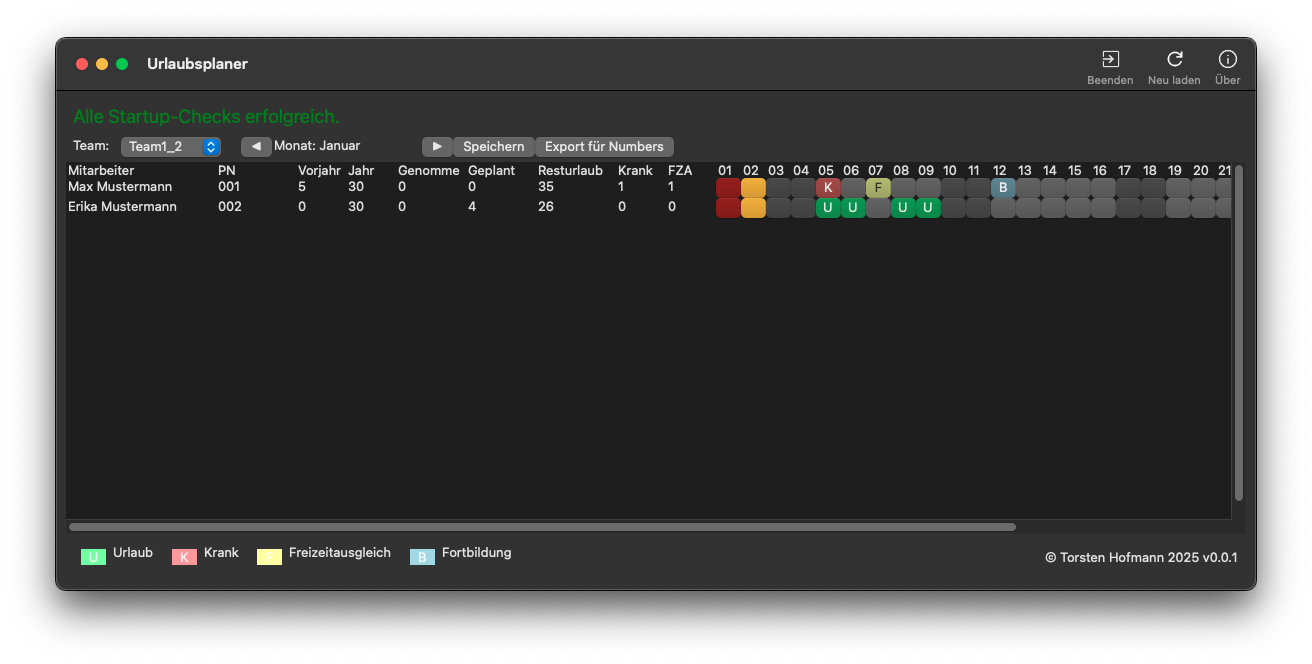 Urlaubsplaner
Beenden Neu laden Über
Alle Startup-Checks erfolgreich.
Team: Team1_2 ◀ Monat: Januar ▶ Speichern Export für Numbers
Mitarbeiter PN Vorjahr Jahr Genomme Geplant Resturlaub Krank FZA 01 02 03 04 05 06 07 08 09 10 11 12 13 14 15 16 17 18 19 20 21
Max Mustermann 001 5 30 0 0 35 1 1 K F B
Erika Mustermann 002 0 30 0 4 26 0 0 U U U U
U Urlaub K Krank Freizeitausgleich B Fortbildung
© Torsten Hofmann 2025 v0.0.1